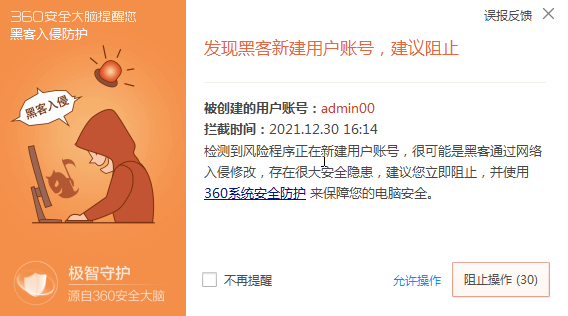 360安全大脑提醒您
黑客入侵防护
误报反馈
发现黑客新建用户账号，建议阻止
黑客入侵
被创建的用户账号：admin00
拦截时间：2021.12.30 16:14
检测到风险程序正在新建用户账号，很可能是黑客通过网络
入侵修改，存在很大安全隐患，建议您立即阻止，并使用
360系统安全防护 来保障您的电脑安全。
极智守护
源自360安全大脑
不再提醒
允许操作
阻止操作 (30)